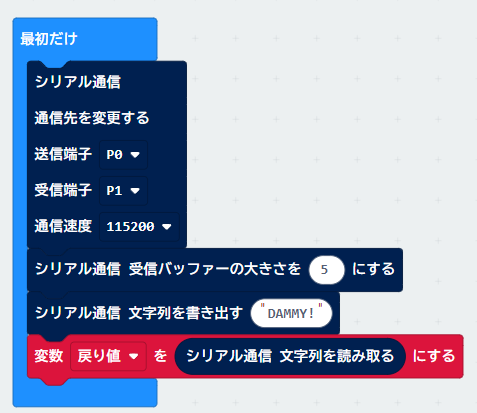 最初だけ
シリアル通信
通信先を変更する
送信端子 P0
受信端子 P1
通信速度 115200
シリアル通信 受信バッファーの大きさを 5 にする
シリアル通信 文字列を書き出す "DAMMY!"
変数 戻り値 を シリアル通信 文字列を読み取る にする